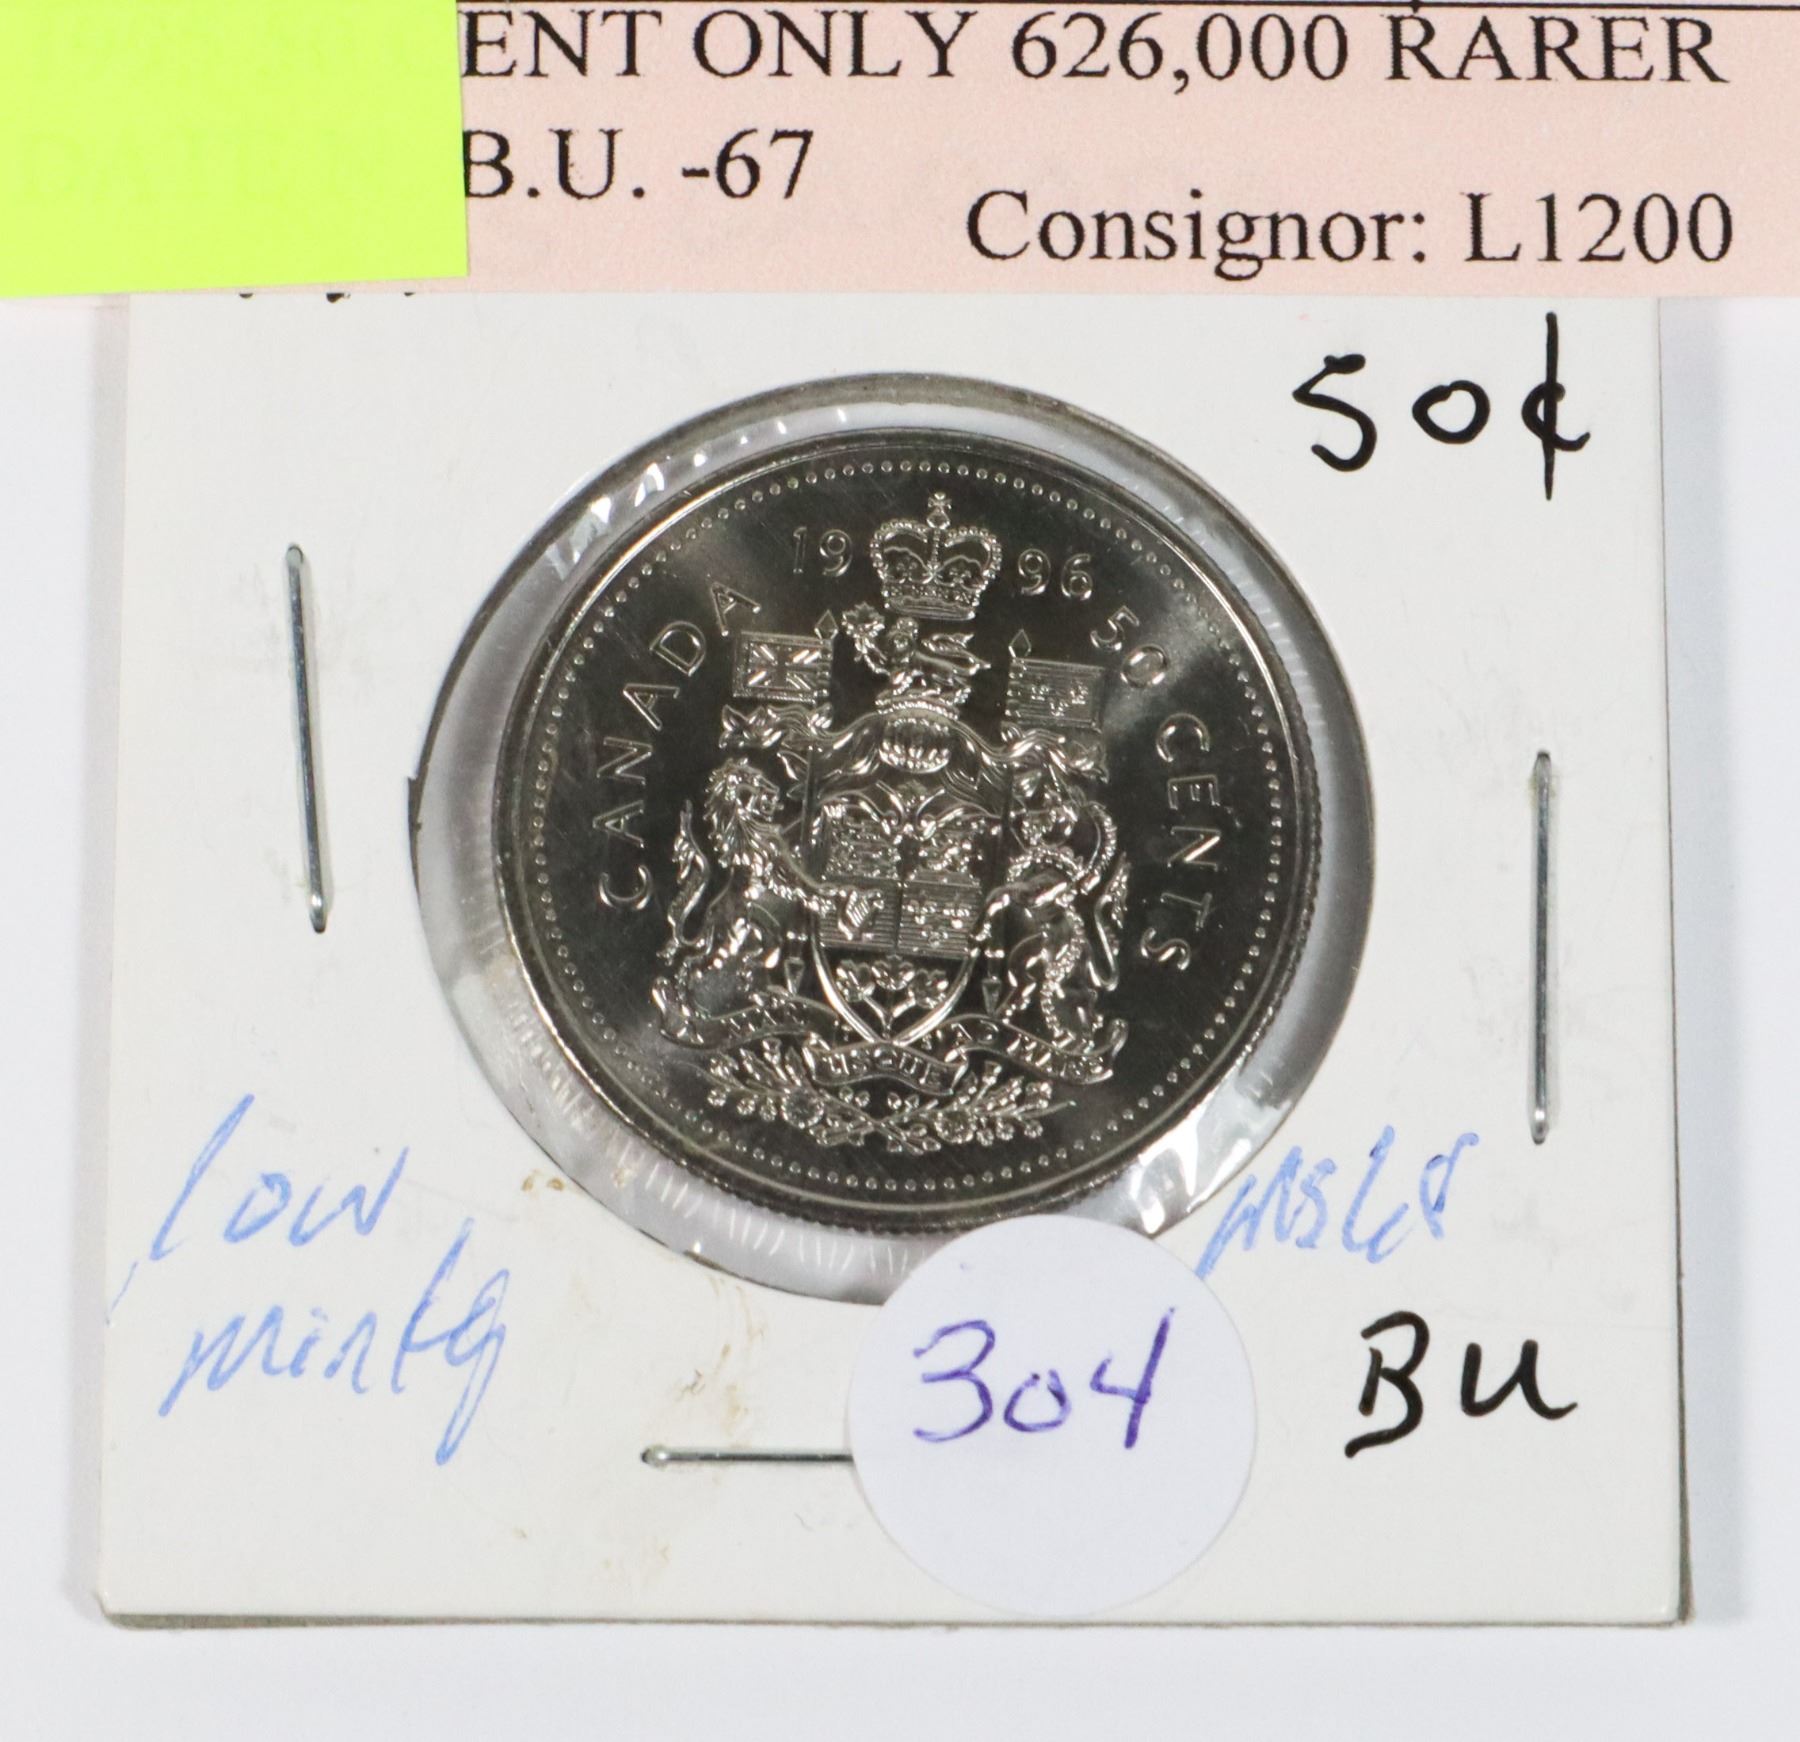 ENT ONLY 626,000 RARER
B.U. -67
Consignor: L1200
50¢
19 96
CANADA
50 CENTS
low
mintg
BU
304